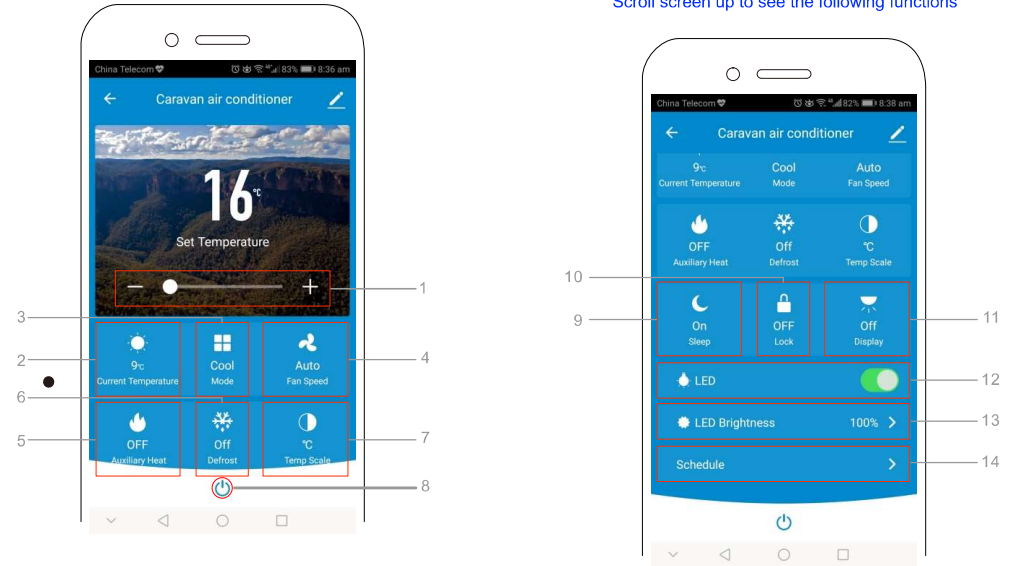 Scroll screen up to see the following functions
China Telecom 4G 83% 8:36 am
Caravan air conditioner
16℃
Set Temperature
1
3
2
9℃
Cool
Auto
4
Current Temperature
Mode
Fan Speed
6
5
OFF
Off
℃
7
Auxiliary Heat
Defrost
Temp Scale
8
China Telecom 4G 82% 8:38 am
Caravan air conditioner
9℃
Cool
Auto
Current Temperature
Mode
Fan Speed
OFF
Off
℃
Auxiliary Heat
Defrost
Temp Scale
10
9
On
OFF
Off
11
Sleep
Lock
Display
LED
12
LED Brightness 100%
13
Schedule
14